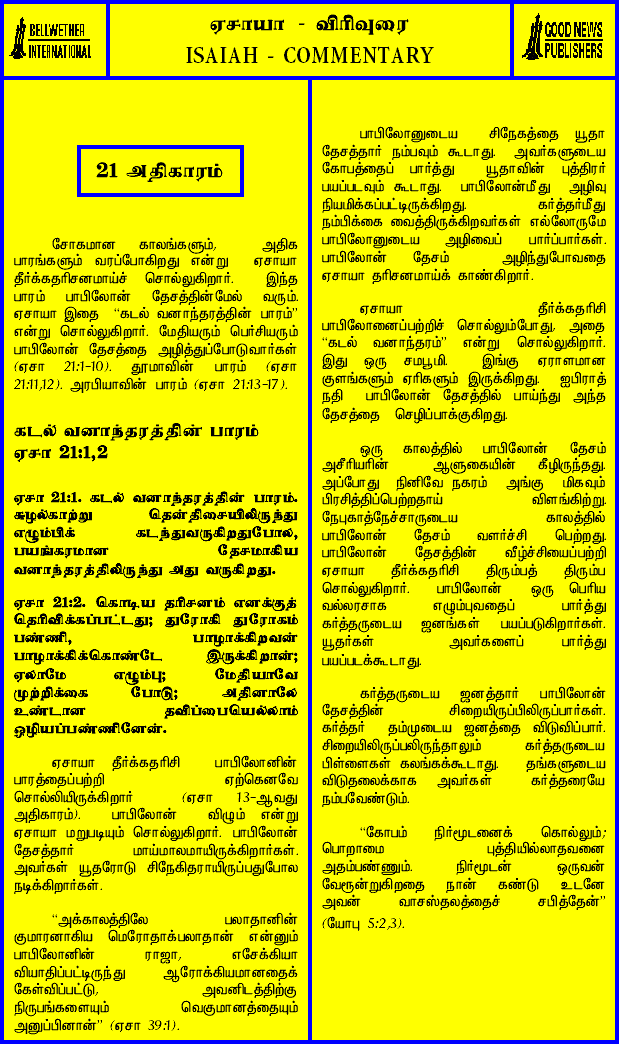 BELLWETHER
INTERNATIONAL
ஏசாயா - விரிவுரை
ISAIAH - COMMENTARY
GOOD NEWS
PUBLISHERS
21 அதிகாரம்
சோகமான காலங்களும், அதிக
பாரங்களும் வரப்போகிறது என்று ஏசாயா
தீர்க்கதரிசனமாய்ச் சொல்லுகிறார். இந்த
பாரம் பாபிலோன் தேசத்தின்மேல் வரும்.
ஏசாயா இதை “கடல் வனாந்தரத்தின் பாரம்”
என்று சொல்லுகிறார். மேதியரும் பெர்சியரும்
பாபிலோன் தேசத்தை அழித்துப்போடுவார்கள்
(ஏசா 21:1-10). தூமாவின் பாரம் (ஏசா
21:11,12). அரபியாவின் பாரம் (ஏசா 21:13-17).
கடல் வனாந்தரத்தின் பாரம்
ஏசா 21:1,2
ஏசா 21:1. கடல் வனாந்தரத்தின் பாரம்.
சுழல்காற்று தென்திசையிலிருந்து
எழும்பிக் கடந்துவருகிறதுபோல,
பயங்கரமான தேசமாகிய
வனாந்தரத்திலிருந்து அது வருகிறது.
ஏசா 21:2. கொடிய தரிசனம் எனக்குத்
தெரிவிக்கப்பட்டது; துரோகி துரோகம்
பண்ணி, பாழாக்கிறவன்
பாழாக்கிக்கொண்டே இருக்கிறான்;
ஏலாமே எழும்பு; மேதியாவே
முற்றிக்கை போடு; அதினாலே
உண்டான தவிப்பையெல்லாம்
ஒழியப்பண்ணினேன்.
ஏசாயா தீர்க்கதரிசி பாபிலோனின்
பாரத்தைப்பற்றி ஏற்கெனவே
சொல்லியிருக்கிறார் (ஏசா 13-ஆவது
அதிகாரம்). பாபிலோன் விழும் என்று
ஏசாயா மறுபடியும் சொல்லுகிறார். பாபிலோன்
தேசத்தார் மாய்மாலமாயிருக்கிறார்கள்.
அவர்கள் யூதரோடு சிநேகிதராயிருப்பதுபோல
நடிக்கிறார்கள்.
“அக்காலத்திலே பலாதானின்
குமாரனாகிய மெரோதாக்பலாதான் என்னும்
பாபிலோனின் ராஜா, எசேக்கியா
வியாதிப்பட்டிருந்து ஆரோக்கியமானதைக்
கேள்விப்பட்டு, அவனிடத்திற்கு
நிருபங்களையும் வெகுமானத்தையும்
அனுப்பினான்” (ஏசா 39:1).
பாபிலோனுடைய சிநேகத்தை யூதா
தேசத்தார் நம்பவும் கூடாது. அவர்களுடைய
கோபத்தைப் பார்த்து யூதாவின் புத்திரர்
பயப்படவும் கூடாது. பாபிலோன்மீது அழிவு
நியமிக்கப்பட்டிருக்கிறது. கர்த்தர்மீது
நம்பிக்கை வைத்திருக்கிறவர்கள் எல்லோருமே
பாபிலோனுடைய அழிவைப் பார்ப்பார்கள்.
பாபிலோன் தேசம் அழிந்துபோவதை
ஏசாயா தரிசனமாய்க் காண்கிறார்.
ஏசாயா தீர்க்கதரிசி
பாபிலோனைப்பற்றிச் சொல்லும்போது, அதை
“கடல் வனாந்தரம்” என்று சொல்லுகிறார்.
இது ஒரு சமபூமி. இங்கு ஏராளமான
குளங்களும் ஏரிகளும் இருக்கிறது. ஐபிராத்
நதி பாபிலோன் தேசத்தில் பாய்ந்து அந்த
தேசத்தை செழிப்பாக்குகிறது.
ஒரு காலத்தில் பாபிலோன் தேசம்
அசீரியரின் ஆளுகையின் கீழிருந்தது.
அப்போது நினிவே நகரம் அங்கு மிகவும்
பிரசித்திப்பெற்றதாய் விளங்கிற்று.
நேபுகாத்நேச்சாருடைய காலத்தில்
பாபிலோன் தேசம் வளர்ச்சி பெற்றது.
பாபிலோன் தேசத்தின் வீழ்ச்சியைப்பற்றி
ஏசாயா தீர்க்கதரிசி திரும்பத் திரும்ப
சொல்லுகிறார். பாபிலோன் ஒரு பெரிய
வல்லரசாக எழும்புவதைப் பார்த்து
கர்த்தருடைய ஜனங்கள் பயப்படுகிறார்கள்.
யூதர்கள் அவர்களைப் பார்த்து
பயப்படக்கூடாது.
கர்த்தருடைய ஜனத்தார் பாபிலோன்
தேசத்தின் சிறையிருப்பிலிருப்பார்கள்.
கர்த்தர் தம்முடைய ஜனத்தை விடுவிப்பார்.
சிறையிலிருப்பலிருந்தாலும் கர்த்தருடைய
பிள்ளைகள் கலங்கக்கூடாது. தங்களுடைய
விடுதலைக்காக அவர்கள் கர்த்தரையே
நம்பவேண்டும்.
“கோபம் நிர்மூடனைக் கொல்லும்;
பொறாமை புத்தியில்லாதவனை
அதம்பண்ணும். நிர்மூடன் ஒருவன்
வேரூன்றுகிறதை நான் கண்டு உடனே
அவன் வாசஸ்தலத்தைச் சபித்தேன்”
(யோபு 5:2,3).